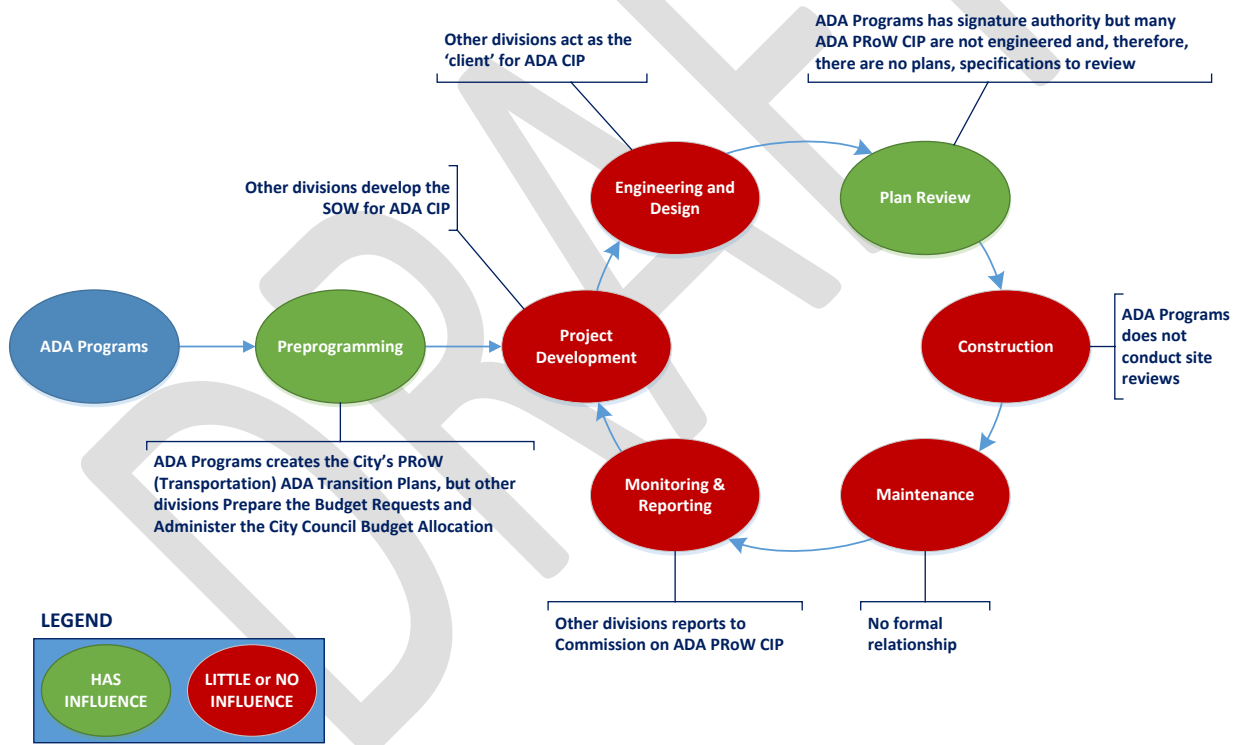 Other divisions act as the
‘client’ for ADA CIP
ADA Programs has signature authority but many
ADA PRoW CIP are not engineered and, therefore,
there are no plans, specifications to review
Other divisions develop the
SOW for ADA CIP
Engineering and
Design
Plan Review
ADA Programs
Preprogramming
Project
Development
Construction
ADA Programs
does not
conduct site
reviews
ADA Programs creates the City’s PRoW
(Transportation) ADA Transition Plans, but other
divisions Prepare the Budget Requests and
Administer the City Council Budget Allocation
Monitoring &
Reporting
Maintenance
Other divisions reports to
Commission on ADA PRoW CIP
No formal
relationship
LEGEND
HAS
INFLUENCE
LITTLE or NO
INFLUENCE
DRAFT